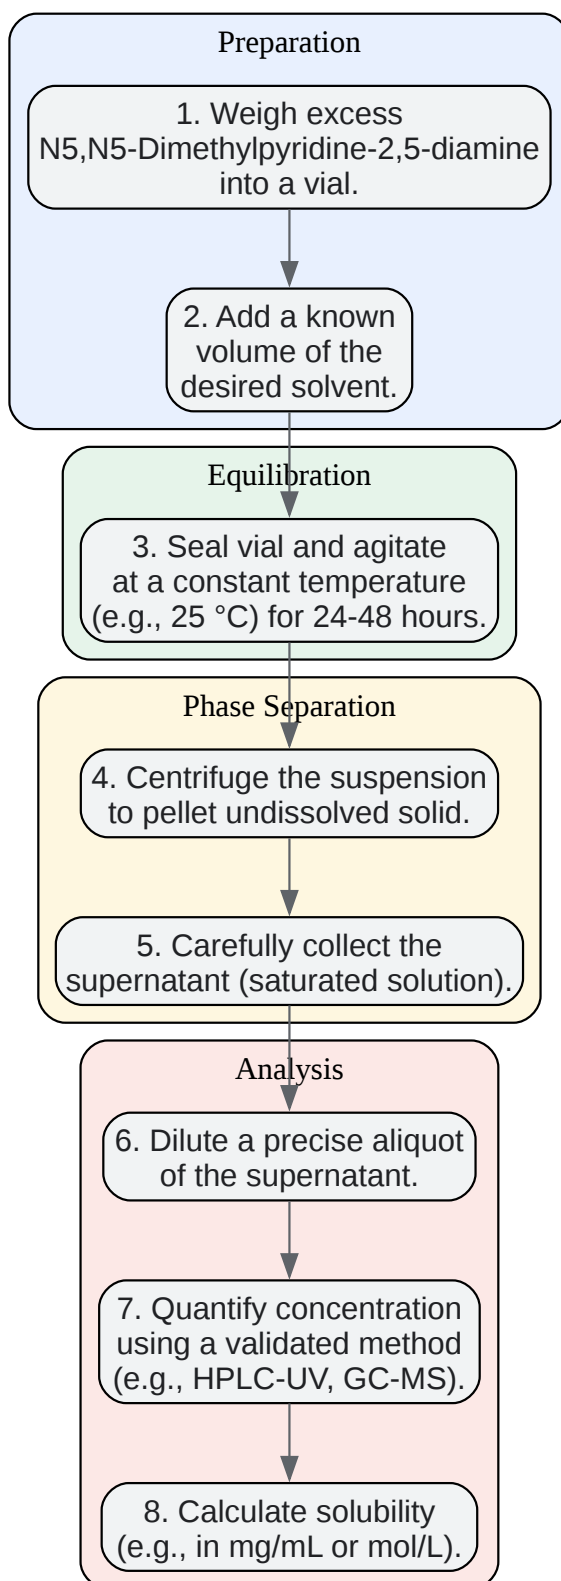 Preparation
1. Weigh excess
N5,N5-Dimethylpyridine-2,5-diamine
into a vial.
2. Add a known
volume of the
desired solvent.
Equilibration
3. Seal vial and agitate
at a constant temperature
(e.g., 25 °C) for 24-48 hours.
Phase Separation
4. Centrifuge the suspension
to pellet undissolved solid.
5. Carefully collect the
supernatant (saturated solution).
Analysis
6. Dilute a precise aliquot
of the supernatant.
7. Quantify concentration
using a validated method
(e.g., HPLC-UV, GC-MS).
8. Calculate solubility
(e.g., in mg/mL or mol/L).